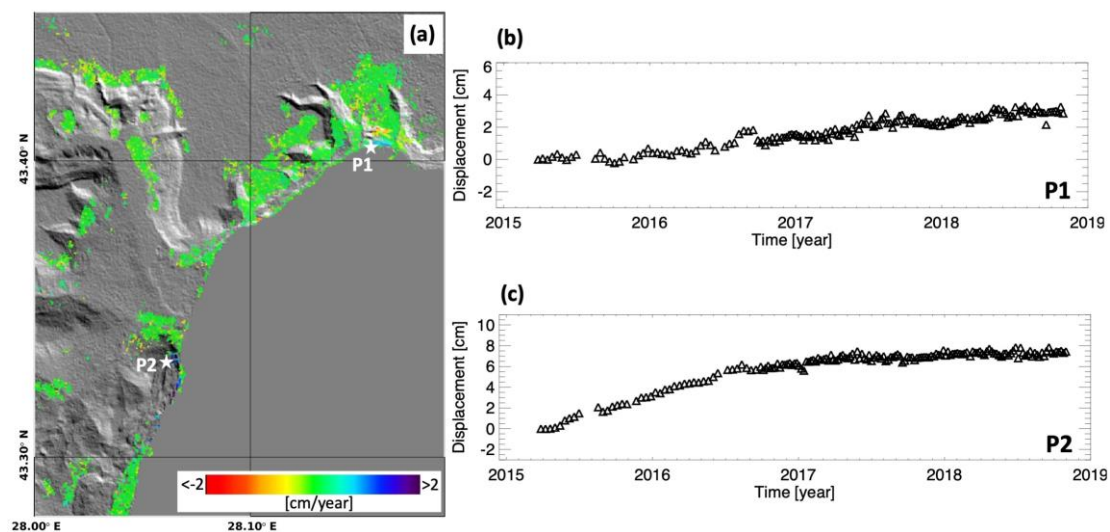 (a)
43.40° N
P1
P2
43.30° N
<-2
>2
[cm/year]
28.00° E
28.10° E
(b)
6
4
2
0
-2
Displacement [cm]
P1
2015
2016
2017
2018
2019
Time [year]
(c)
10
8
6
4
2
0
-2
Displacement [cm]
P2
2015
2016
2017
2018
2019
Time [year]